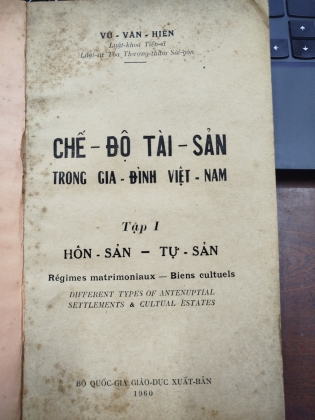 VŨ - VĂN - HIỀN
Luật-khoa Tiến-sĩ
Luật-sư Tòa Thượng-thẩm Sài-gòn
CHẾ - ĐỘ TÀI - SẢN
TRONG GIA - ĐÌNH VIỆT - NAM
Tập I
HÔN - SẢN - TỰ - SẢN
Régimes matrimoniaux — Biens cultuels
DIFFERENT TYPES OF ANTENUPTIAL
SETTLEMENTS & CULTUAL ESTATES
BỘ QUỐC-GIA GIÁO-DỤC XUẤT-BẢN
1960